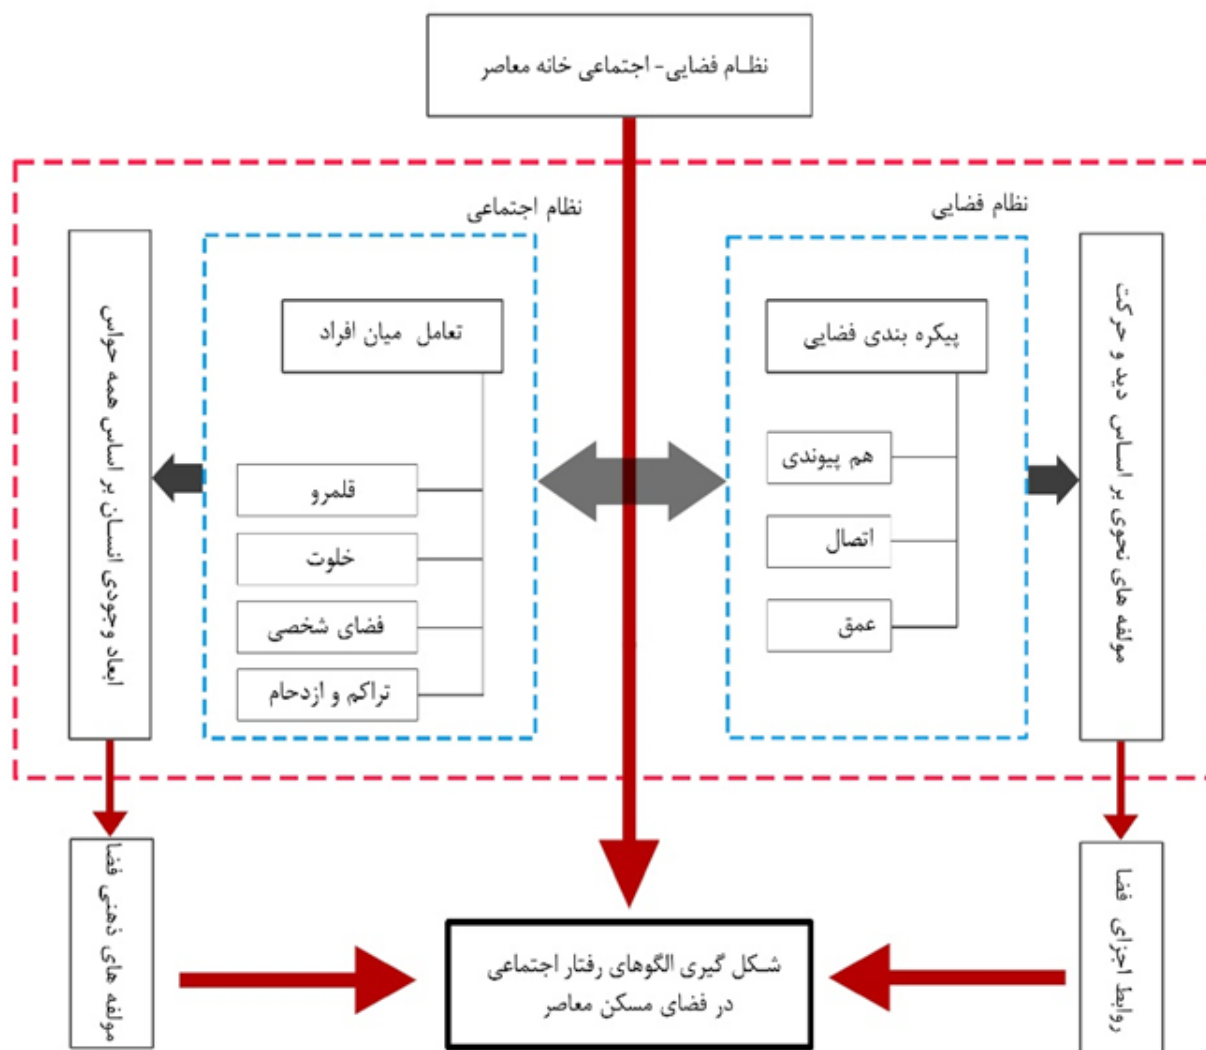 نظام فضایی- اجتماعی خانه معاصر
نظام فضایی
نظام اجتماعی
مولفه های نحوی بر اساس دید و حرکت
پیکره بندی فضایی
هم پیوندی
اتصال
عمق
تعامل میان افراد
قلمرو
خلوت
فضای شخصی
تراکم و ازدحام
ابعاد وجودی انسان بر اساس همه حواس
روابط اجزای فضا
مولفه های ذهنی فضا
شکل گیری الگوهای رفتار اجتماعی
در فضای مسکن معاصر